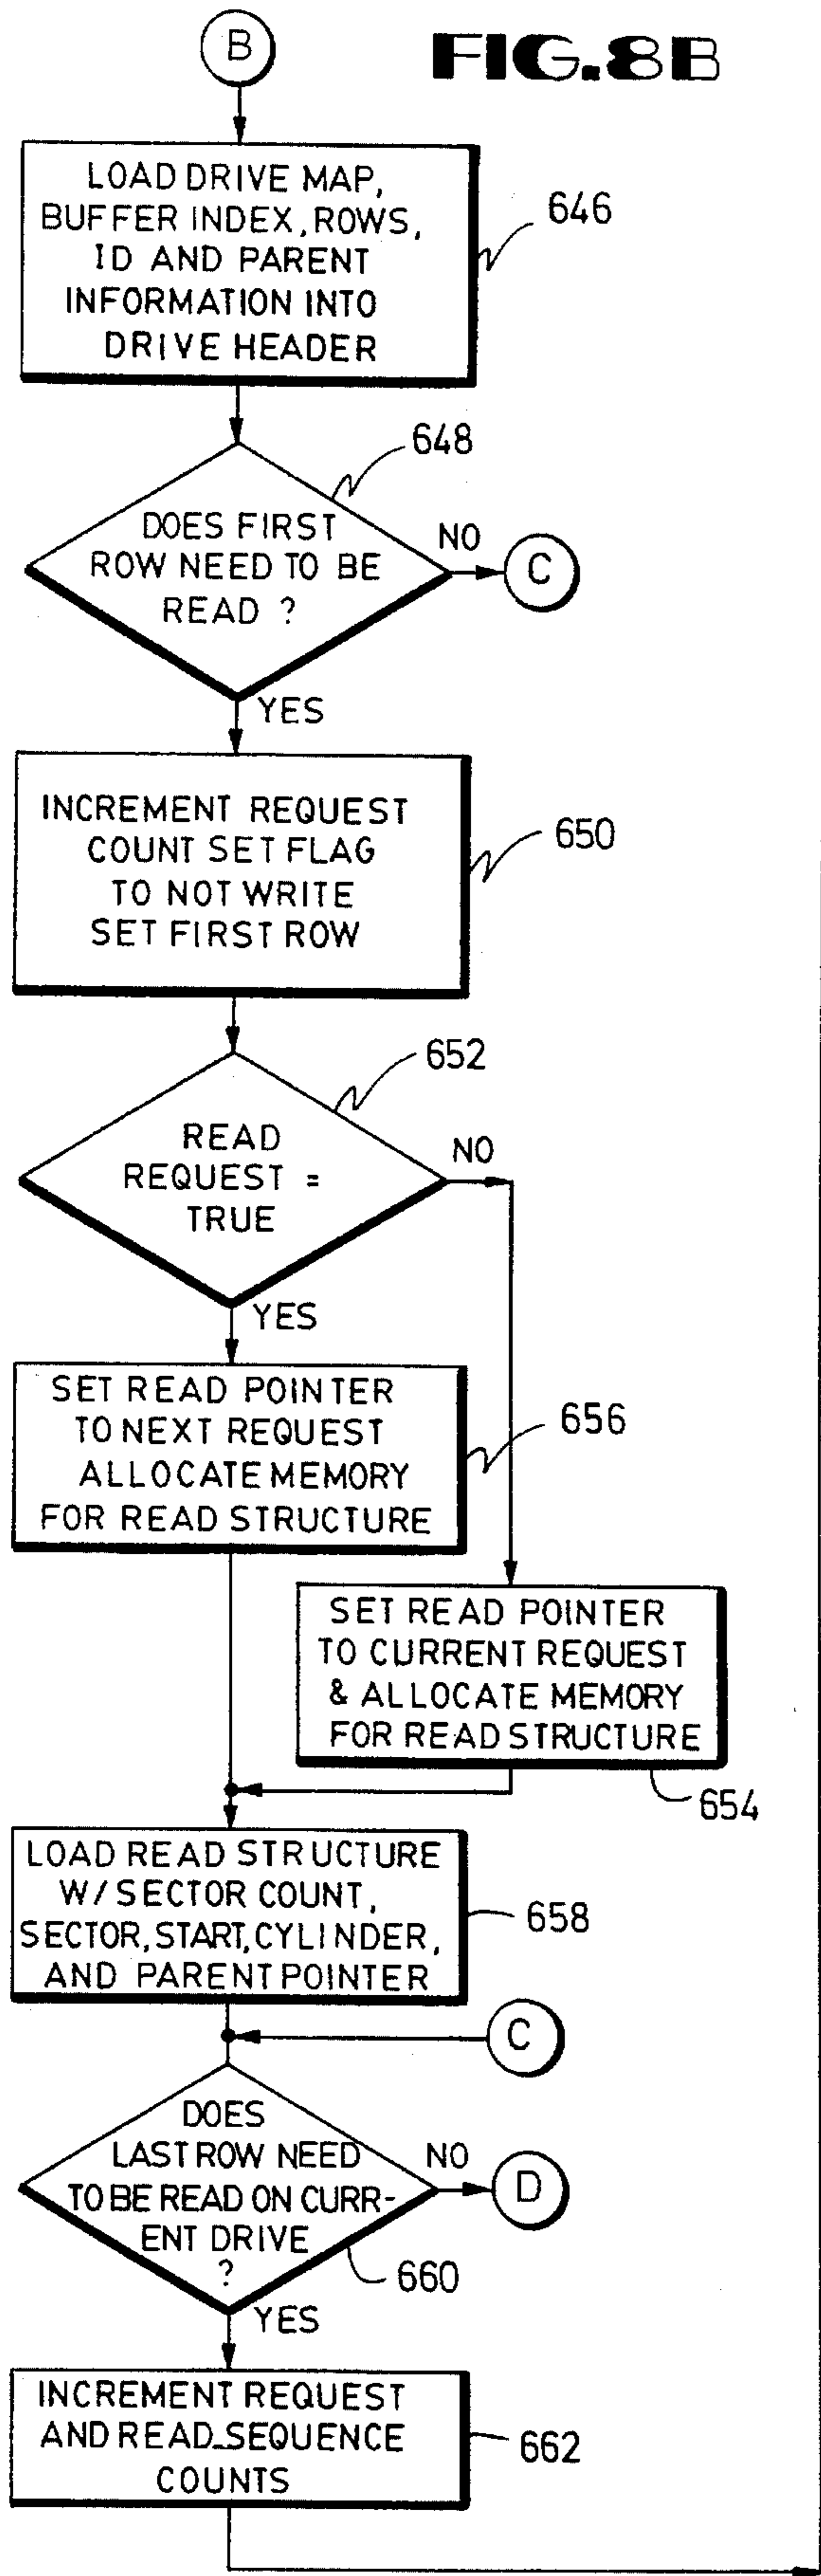 B
FIG.8B
LOAD DRIVE MAP,
BUFFER INDEX, ROWS,
ID AND PARENT
INFORMATION INTO
DRIVE HEADER
646
648
DOES FIRST
ROW NEED TO BE
READ ?
NO
C
YES
INCREMENT REQUEST
COUNT SET FLAG
TO NOT WRITE
SET FIRST ROW
650
652
READ
REQUEST =
TRUE
NO
YES
SET READ POINTER
TO NEXT REQUEST
ALLOCATE MEMORY
FOR READ STRUCTURE
656
SET READ POINTER
TO CURRENT REQUEST
& ALLOCATE MEMORY
FOR READ STRUCTURE
654
LOAD READ STRUCTURE
W/ SECTOR COUNT,
SECTOR, START, CYLINDER,
AND PARENT POINTER
658
C
DOES
LAST ROW NEED
TO BE READ ON CURR-
ENT DRIVE
?
NO
D
660
YES
INCREMENT REQUEST
AND READ_SEQUENCE
COUNTS
662